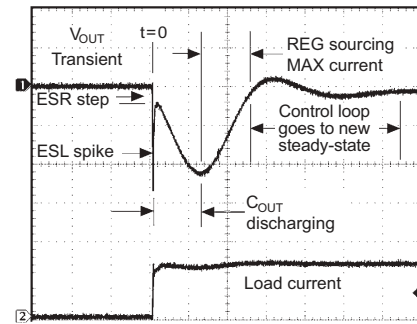 VOUT t=0
Transient
REG sourcing
MAX current
1
ESR step
Control loop
goes to new
steady-state
ESL spike
COUT
discharging
Load current
2